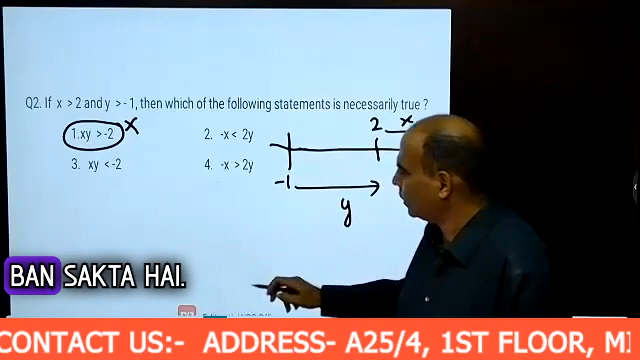 Q2. If x > 2 and y > - 1, then which of the following statements is necessarily true ?
1.xy > -2 X
2. -x < 2y
3. xy < -2
4. -x > 2y
2 x
-1
y
BAN SAKTA HAI.
CONTACT US:- ADDRESS- A25/4, 1ST FLOOR, MI